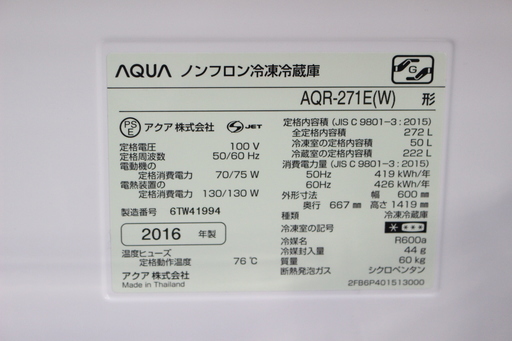 AQUA ノンフロン冷凍冷蔵庫
AQR-271E(W) 形
PSE アクア株式会社 JET
定格電圧 100 V
定格周波数 50/60 Hz
電動機の
定格消費電力 70/75 W
電熱装置の
定格消費電力 130/130 W
製造番号 6TW41994
2016 年製
温度ヒューズ
定格動作温度 76℃
アクア株式会社
Made in Thailand
定格内容積 (JIS C 9801-3 : 2015)
全定格内容積 272 L
冷凍室の定格内容積 50 L
冷蔵室の定格内容積 222 L
消費電力量 (JIS C 9801-3 : 2015)
50Hz 419 kWh/年
60Hz 426 kWh/年
外形寸法 幅 600 mm
奥行 667 mm 高さ 1419 mm
種類 冷凍冷蔵庫
冷凍室の記号
冷媒名 R600a
冷媒封入量 44 g
質量 60 kg
断熱発泡ガス シクロペンタン
2FB6P401513000
G